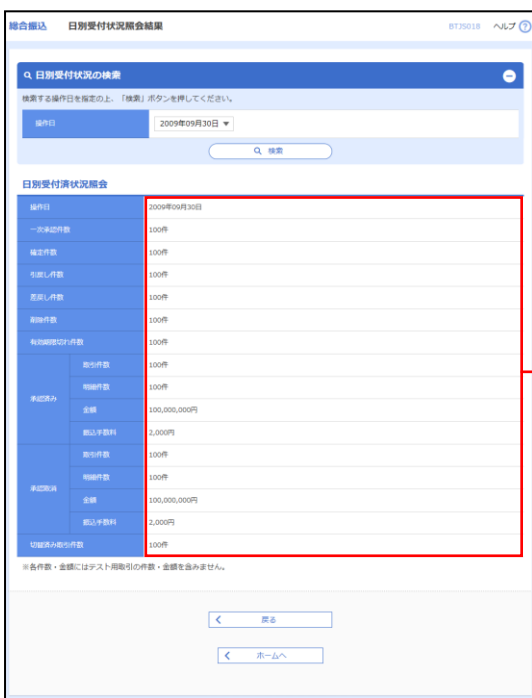 総合振込 日別受付状況照会結果 BTJS018 ヘルプ ?
日別受付状況の検索
検索する操作日を指定の上、「検索」ボタンを押してください。
操作日 2009年09月30日
検索
日別受付済状況照会
操作日 2009年09月30日
一次承認件数 100件
確定件数 100件
引戻し件数 100件
差戻し件数 100件
削除件数 100件
有効期限切れ件数 100件
承認済み
取引件数 100件
明細件数 100件
金額 100,000,000円
振込手数料 2,000円
承認取消
取引件数 100件
明細件数 100件
金額 100,000,000円
振込手数料 2,000円
切替済み取引件数 100件
※各件数・金額にはテスト用取引の件数・金額を含みません。
戻る
ホームへ